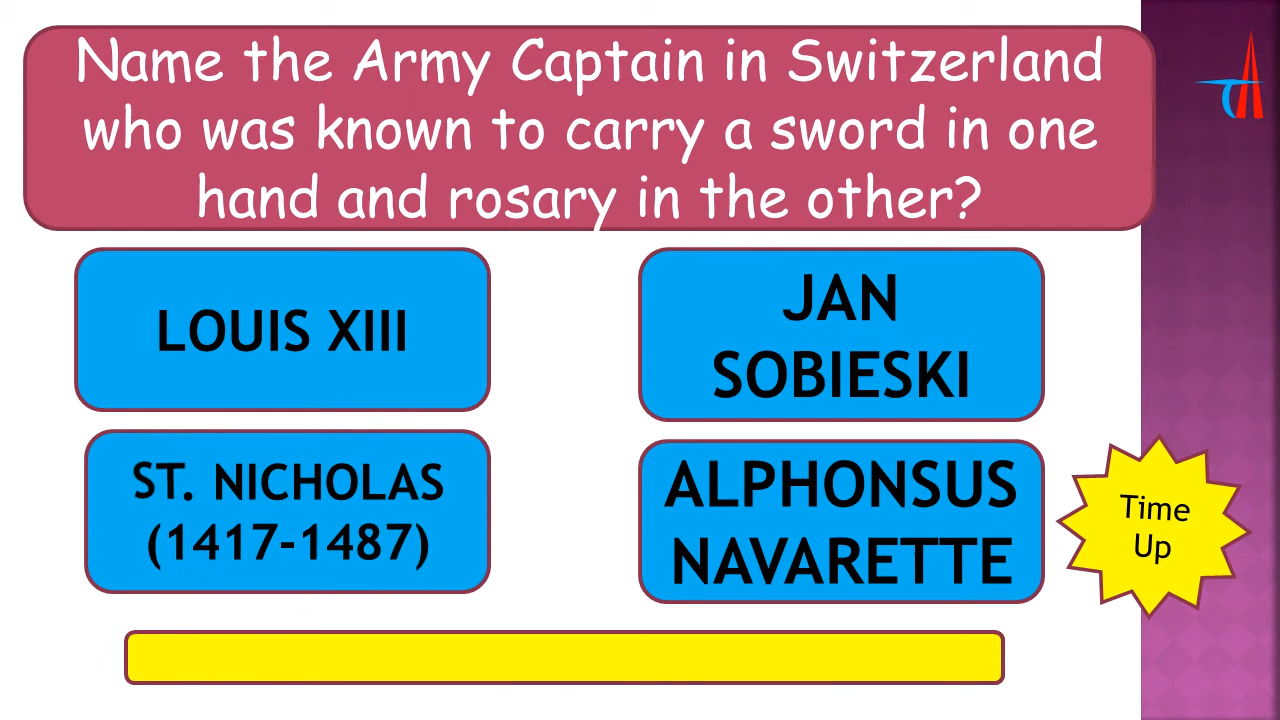 Name the Army Captain in Switzerland
who was known to carry a sword in one
hand and rosary in the other?
LOUIS XIII
JAN
SOBIESKI
ST. NICHOLAS
(1417-1487)
ALPHONSUS
NAVARETTE
Time
Up